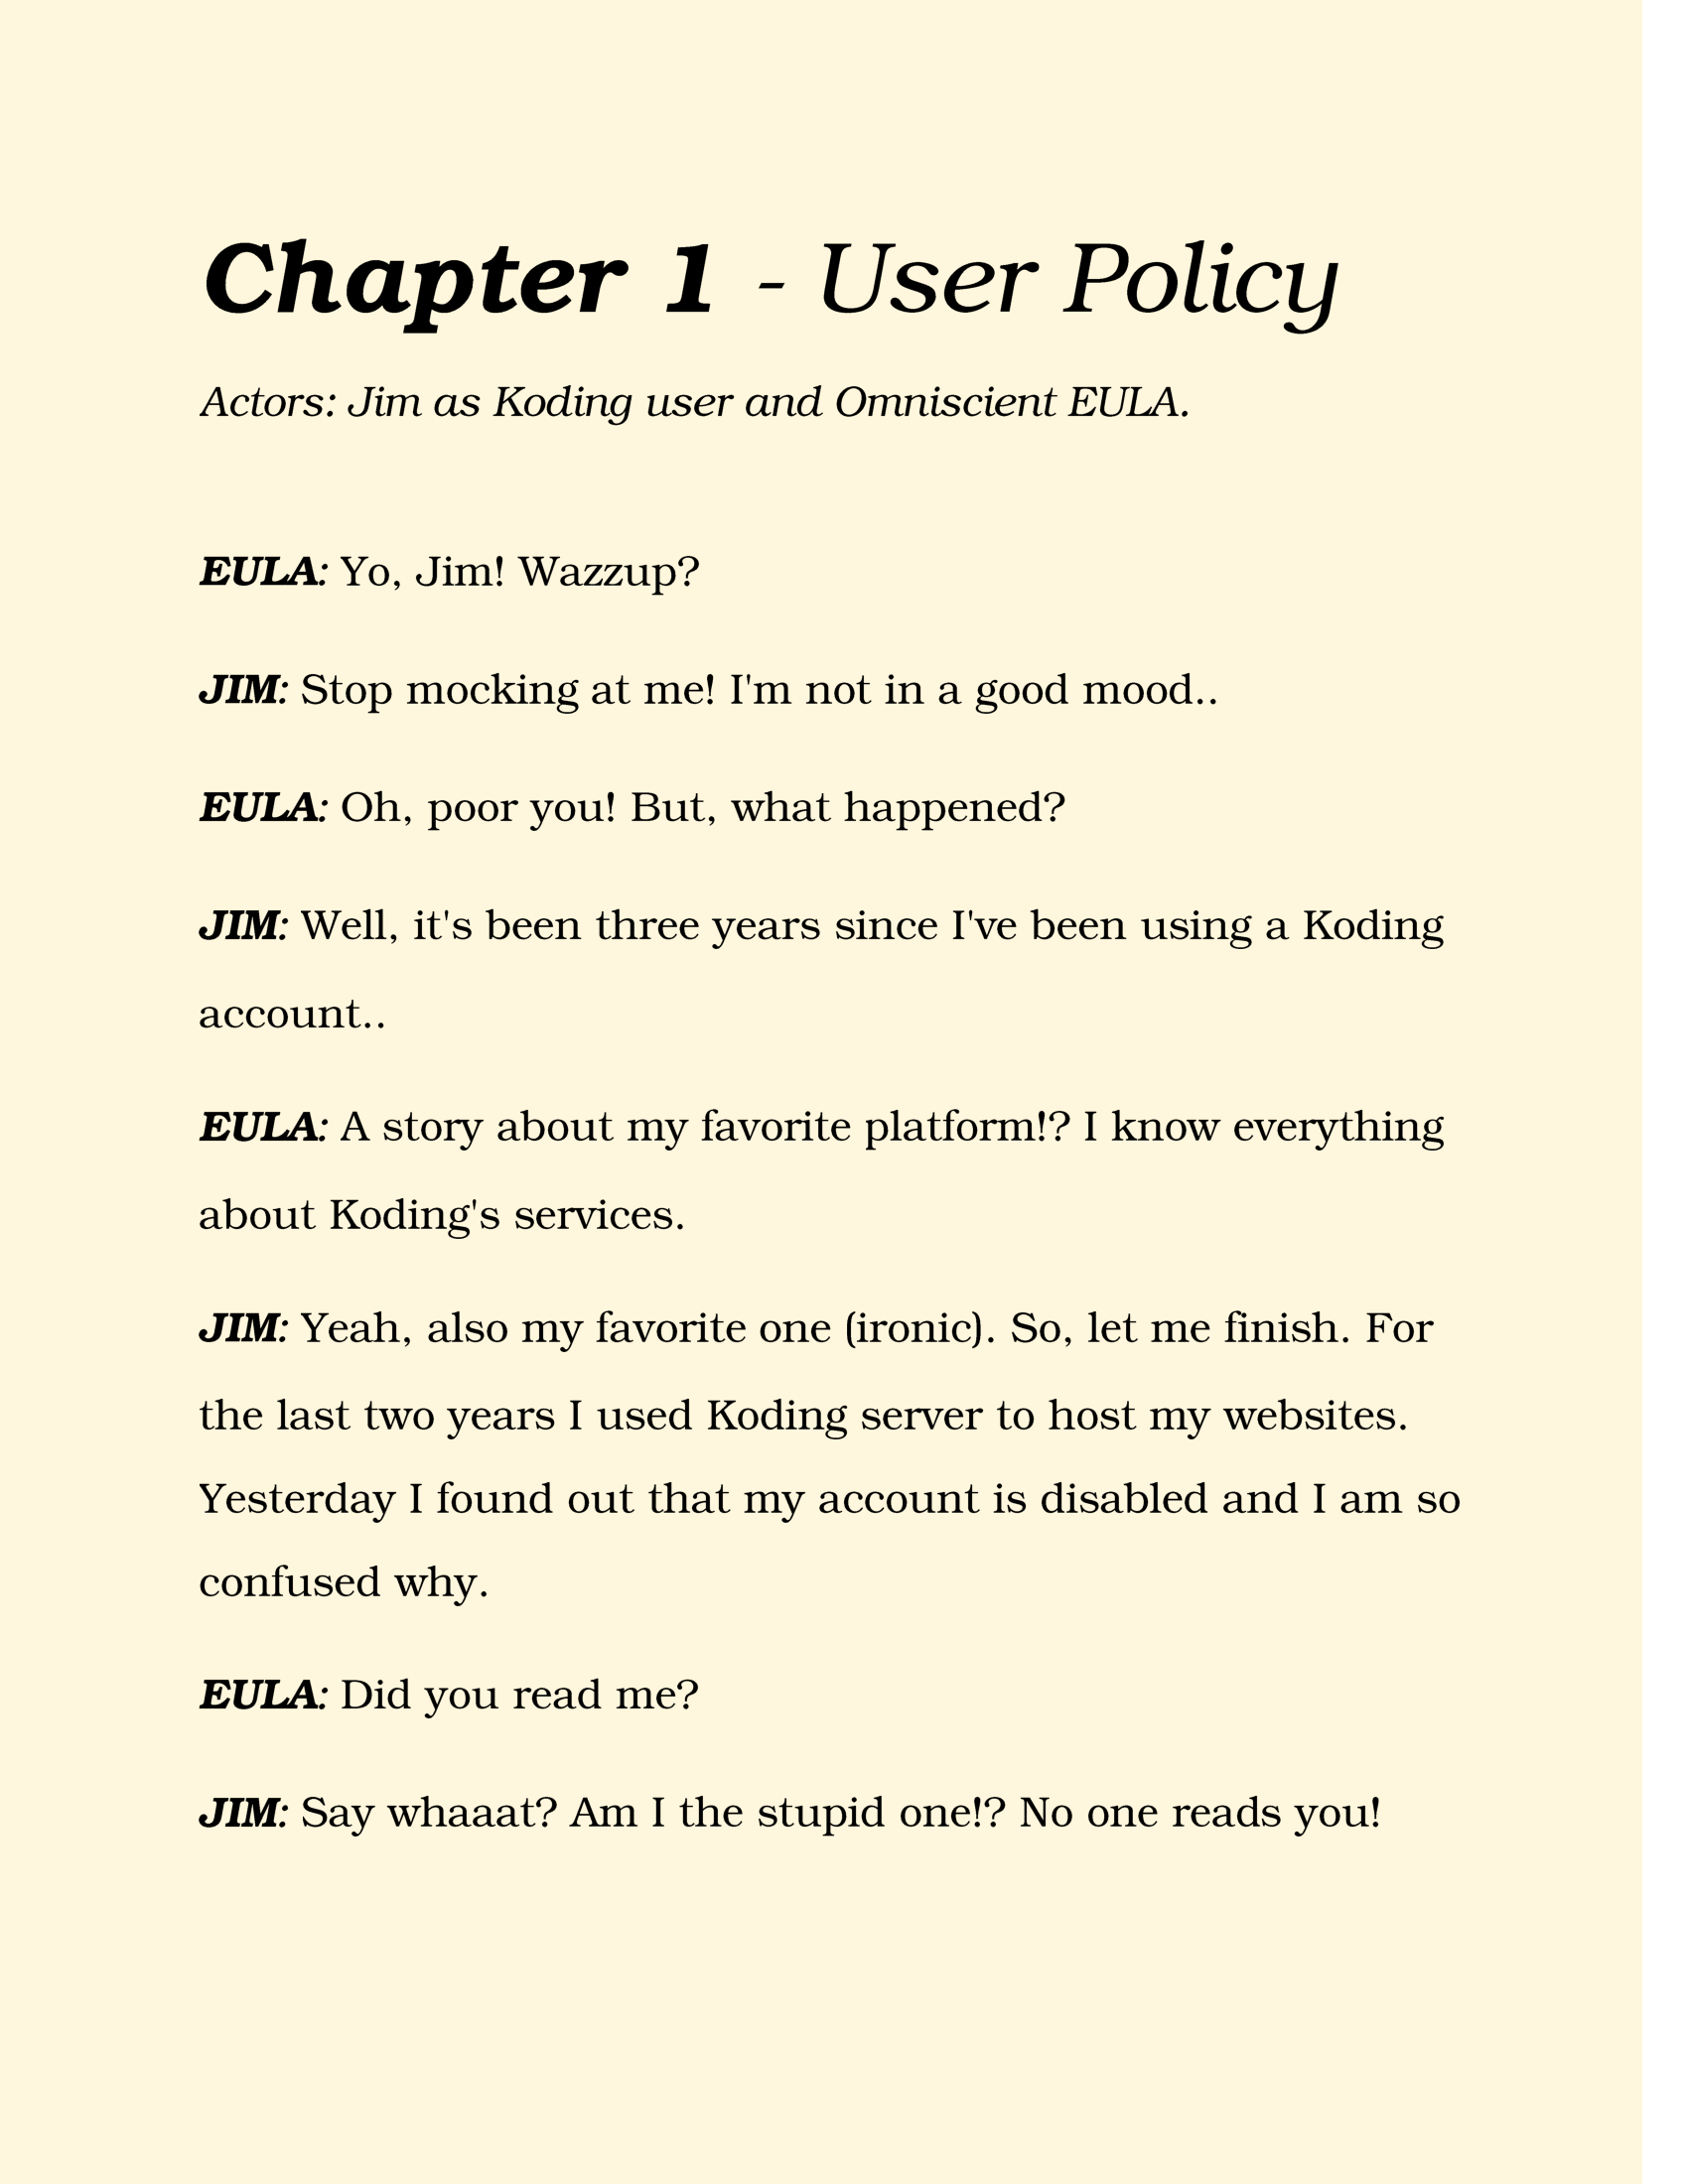 Chapter 1 - User Policy
Actors: Jim as Koding user and Omniscient EULA.
EULA: Yo, Jim! Wazzup?
JIM: Stop mocking at me! I'm not in a good mood..
EULA: Oh, poor you! But, what happened?
JIM: Well, it's been three years since I've been using a Koding
account..
EULA: A story about my favorite platform!? I know everything
about Koding's services.
JIM: Yeah, also my favorite one (ironic). So, let me finish. For
the last two years I used Koding server to host my websites.
Yesterday I found out that my account is disabled and I am so
confused why.
EULA: Did you read me?
JIM: Say whaaat? Am I the stupid one!? No one reads you!